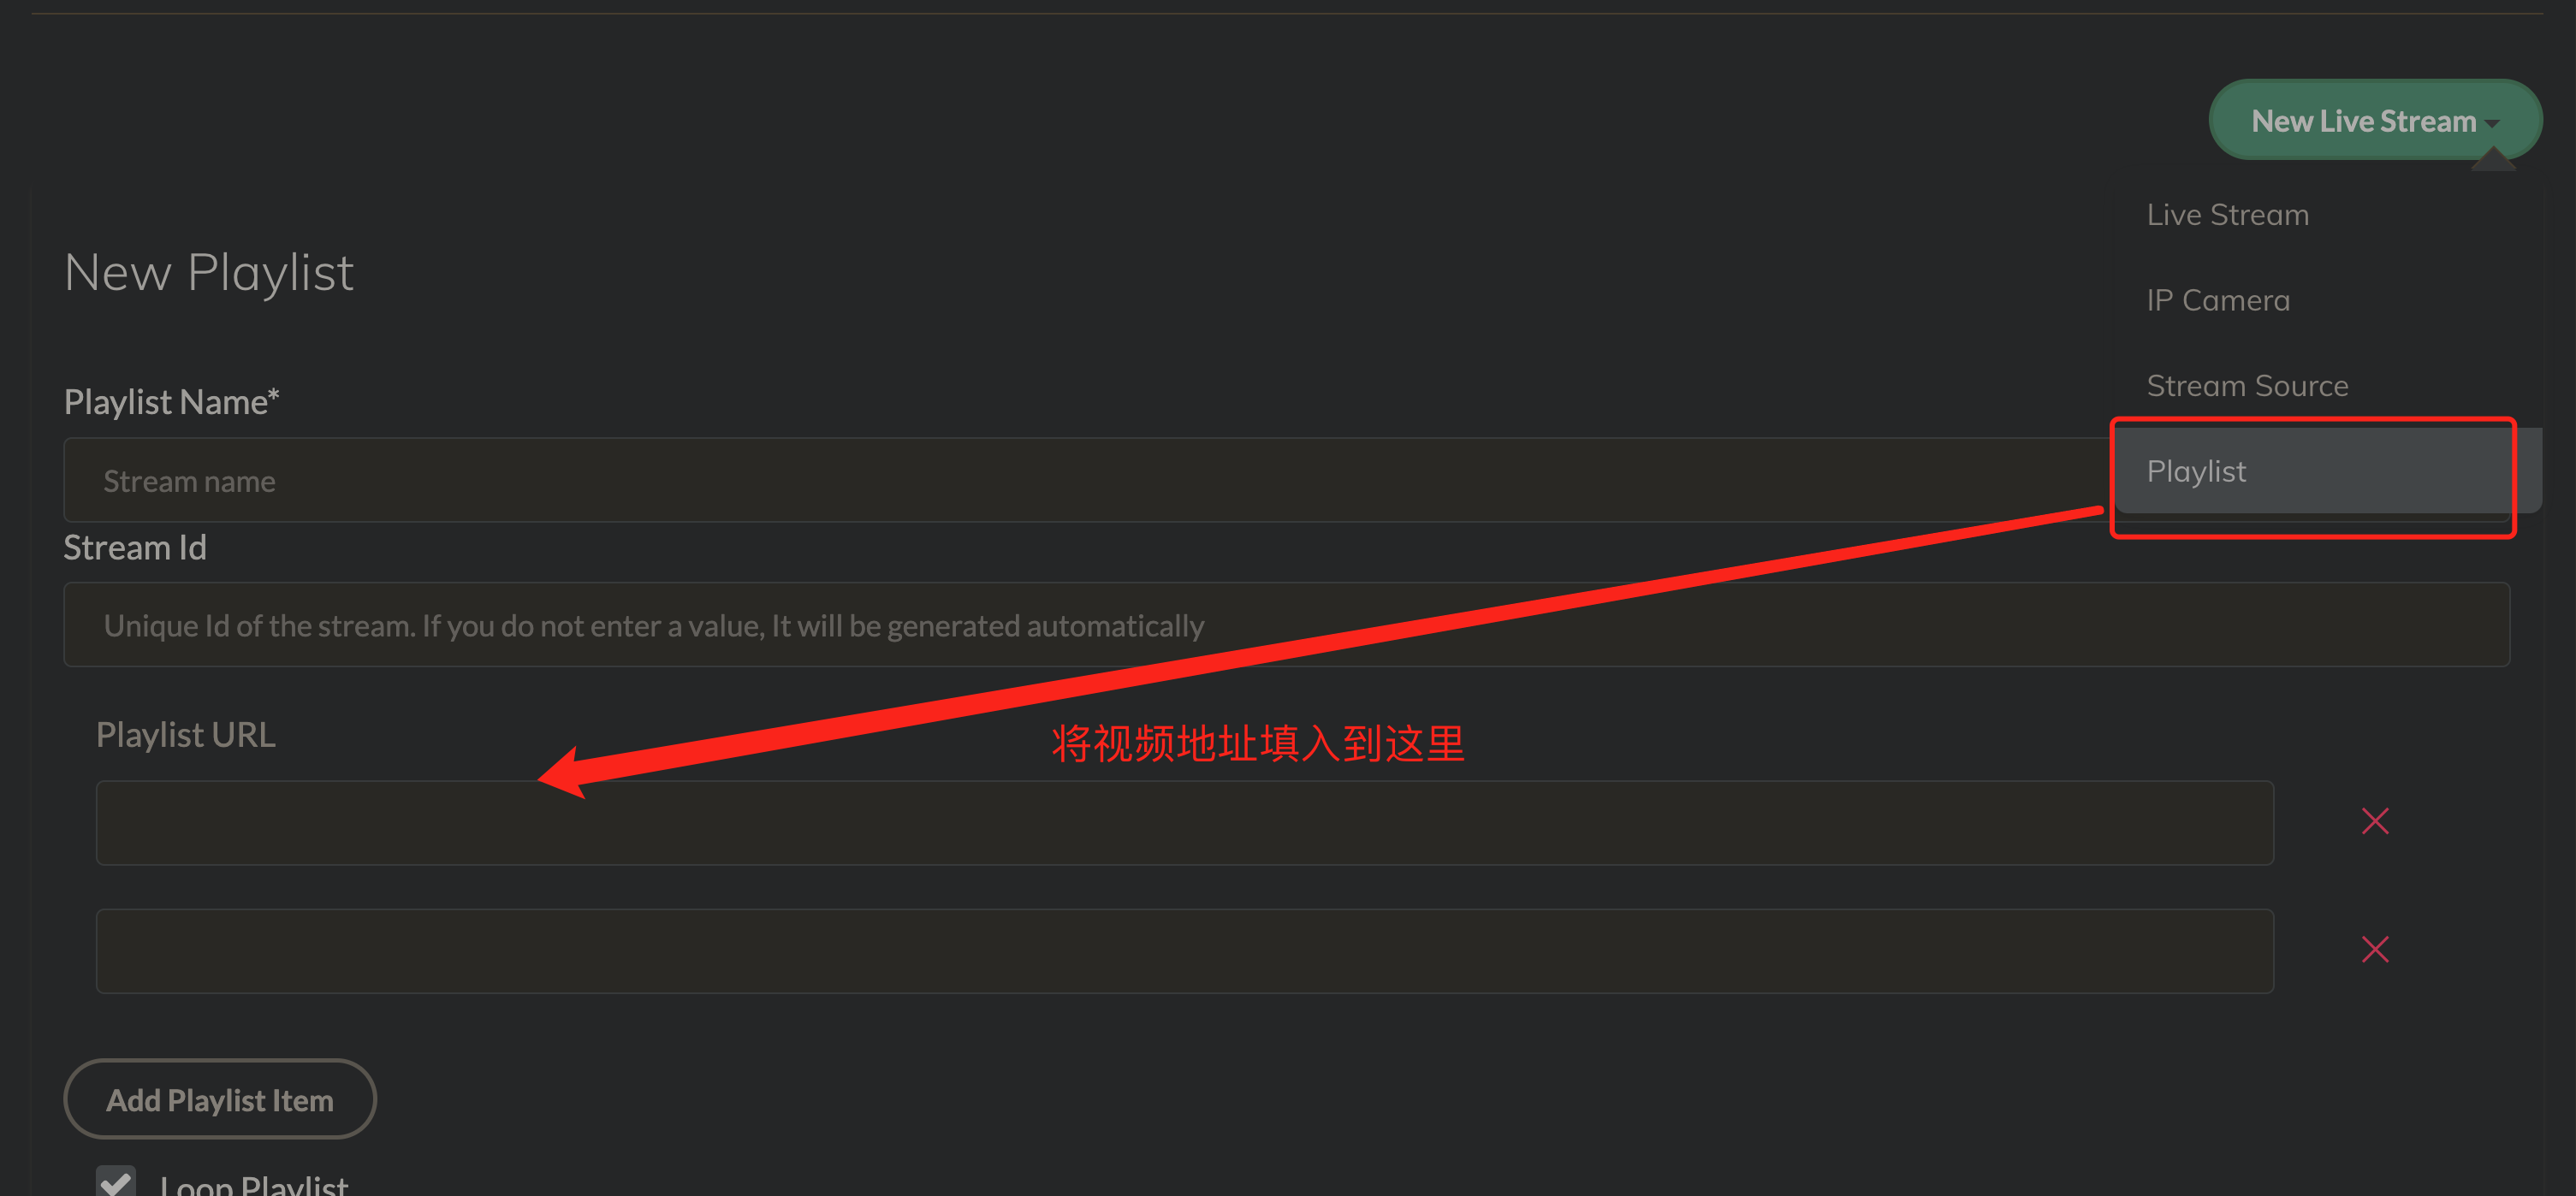 New Live Stream
Live Stream
IP Camera
Stream Source
Playlist
New Playlist
Playlist Name*
Stream name
Stream Id
Unique Id of the stream. If you do not enter a value, It will be generated automatically
Playlist URL
将视频地址填入到这里
Add Playlist Item
Loop Playlist